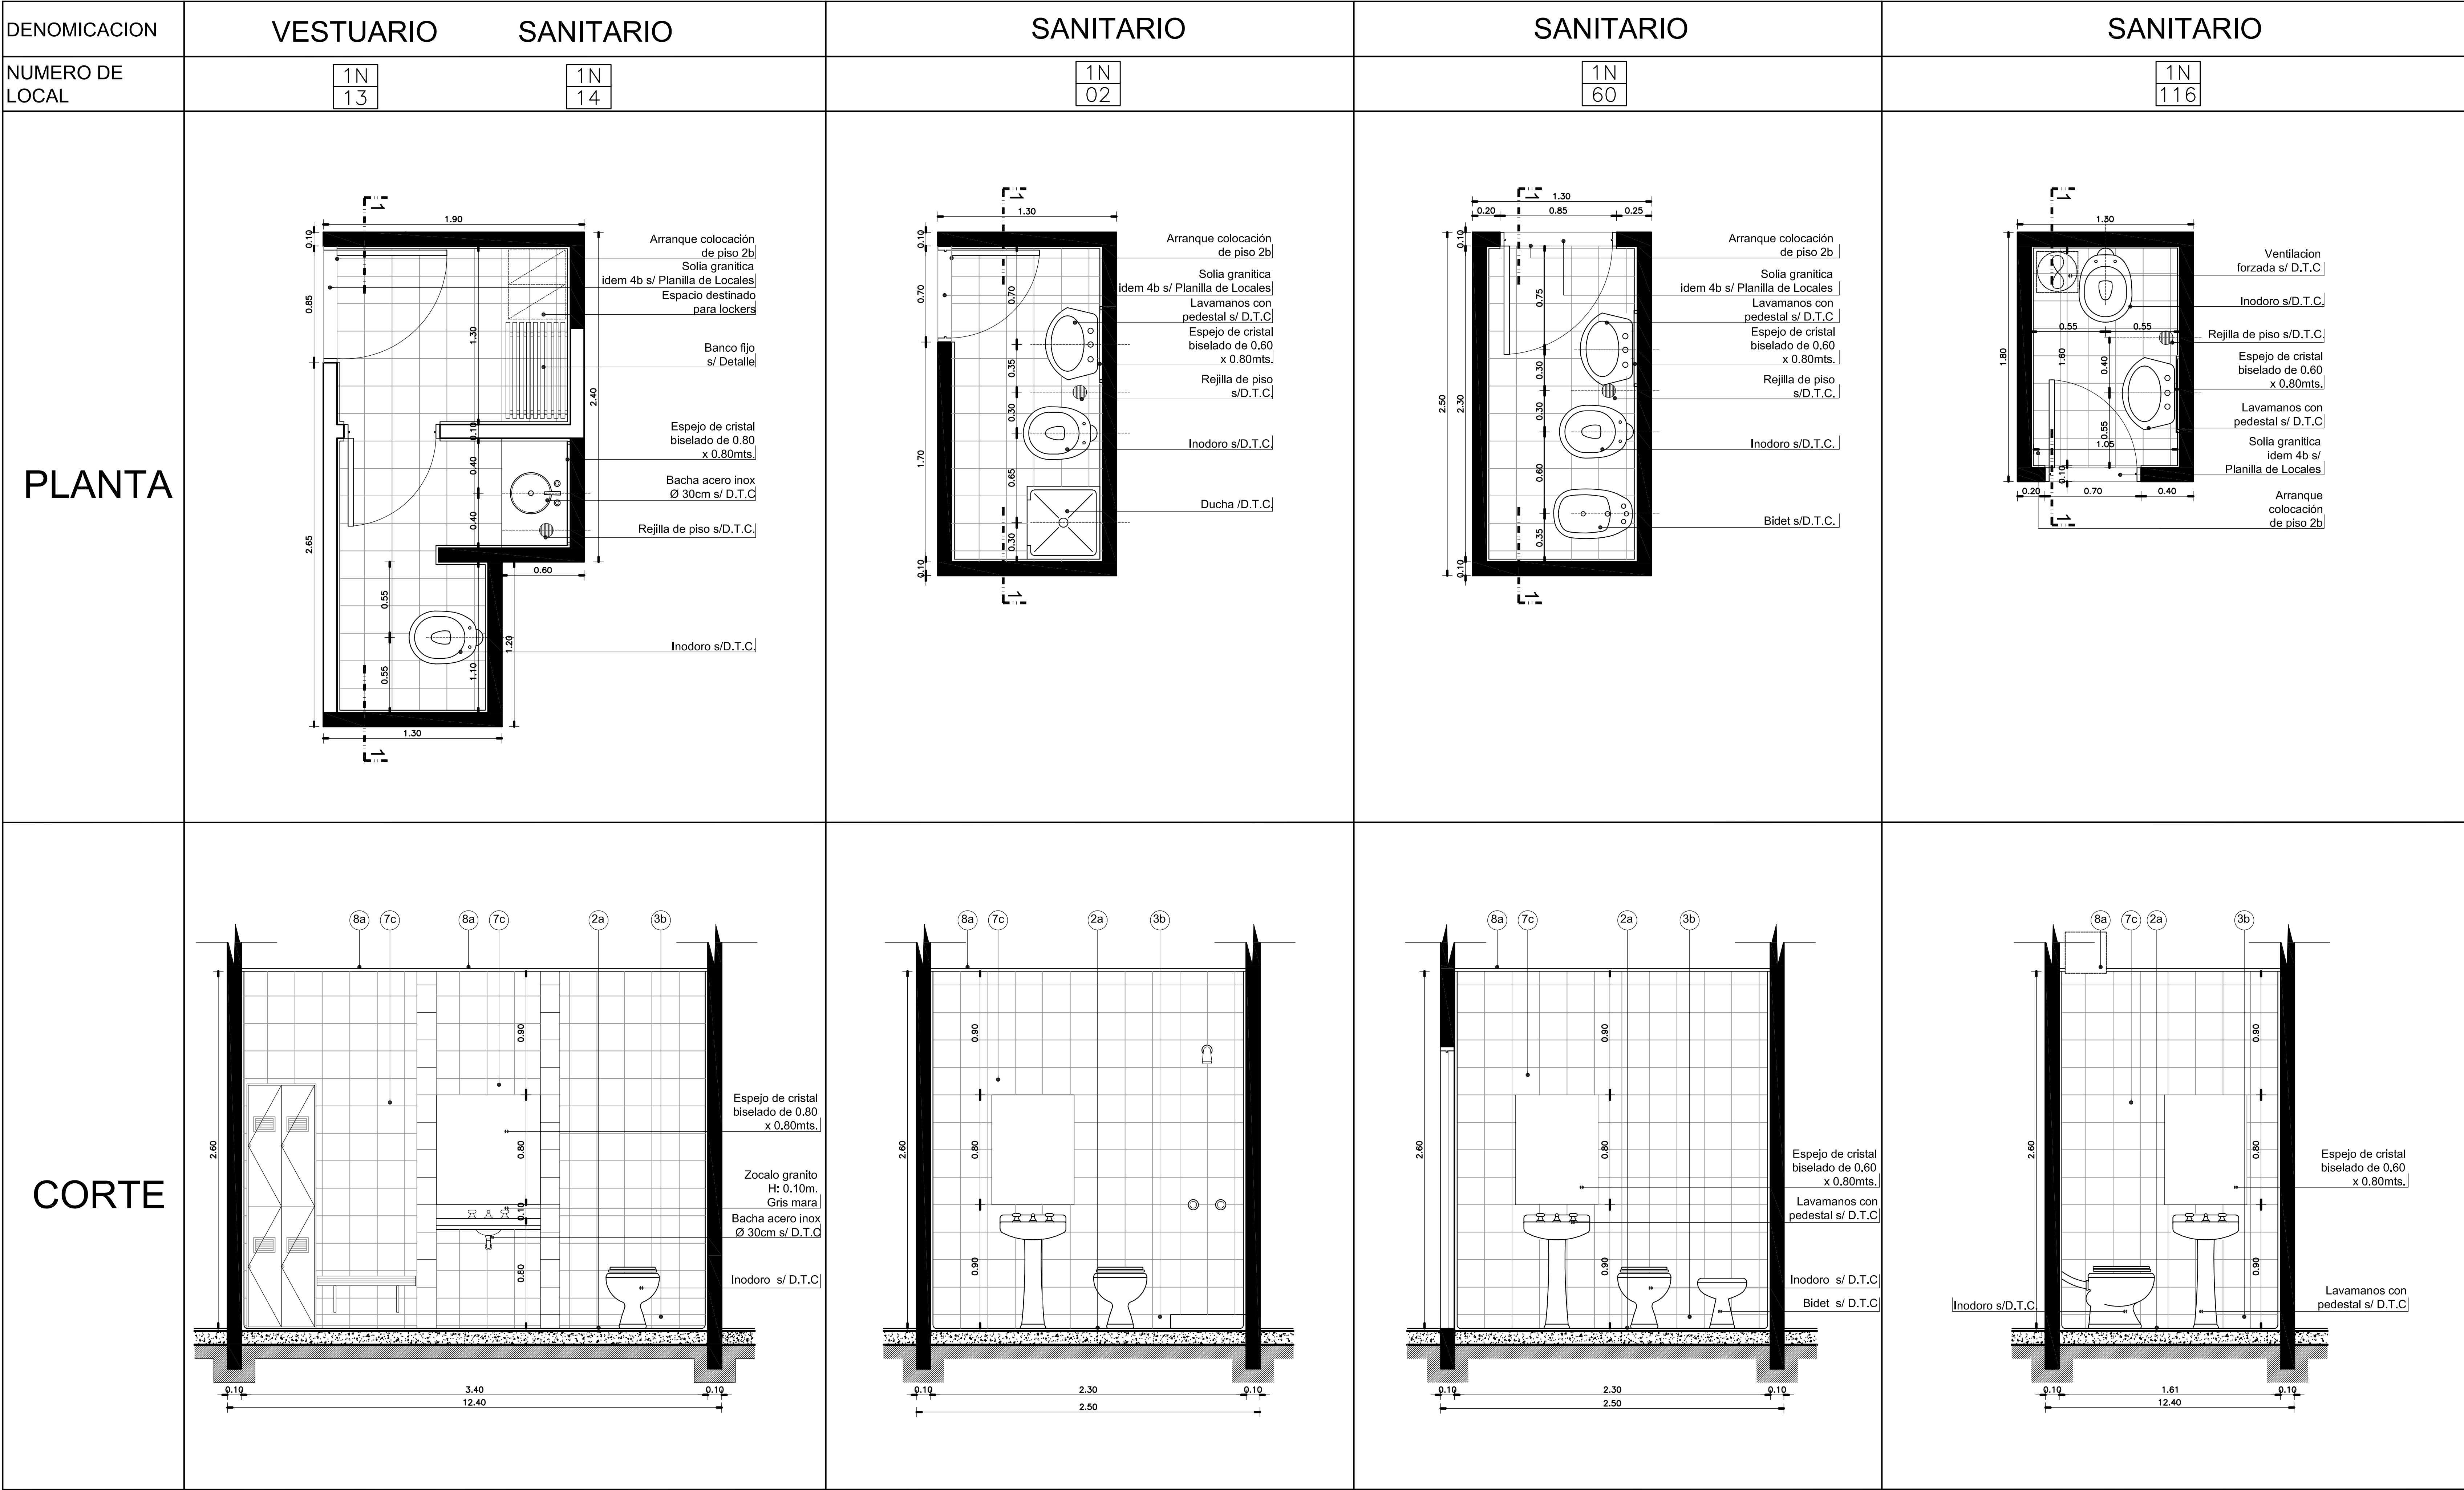 DENOMICACION
VESTUARIO SANITARIO
SANITARIO
SANITARIO
SANITARIO
NUMERO DE
LOCAL
1N
13
1N
14
1N
02
1N
60
1N
116
PLANTA
1
1.90
0.10
0.85
2.65
1.30
0.10
0.40
0.40
2.40
0.60
0.55
0.55
1.10
1.20
1.30
1
Arranque colocación
de piso 2b
Solia granitica
idem 4b s/ Planilla de Locales
Espacio destinado
para lockers
Banco fijo
s/ Detalle
Espejo de cristal
biselado de 0.80
x 0.80mts.
Bacha acero inox
Ø 30cm s/ D.T.C
Rejilla de piso s/D.T.C.
Inodoro s/D.T.C.
1
1.30
0.10
0.70
1.70
0.10
0.70
0.35
0.30
0.65
0.30
1
Arranque colocación
de piso 2b
Solia granitica
idem 4b s/ Planilla de Locales
Lavamanos con
pedestal s/ D.T.C
Espejo de cristal
biselado de 0.60
x 0.80mts.
Rejilla de piso
s/D.T.C.
Inodoro s/D.T.C.
Ducha /D.T.C.
1
1.30
0.20 0.85 0.25
0.10
2.50
2.30
0.10
0.75
0.30
0.30
0.60
0.35
1
Arranque colocación
de piso 2b
Solia granitica
idem 4b s/ Planilla de Locales
Lavamanos con
pedestal s/ D.T.C
Espejo de cristal
biselado de 0.60
x 0.80mts.
Rejilla de piso
s/D.T.C.
Inodoro s/D.T.C.
Bidet s/D.T.C.
1
1.30
0.55 0.55
1.80
1.60
0.40
0.55
1.05
0.10
0.20 0.70 0.40
1
Ventilacion
forzada s/ D.T.C
Inodoro s/D.T.C.
Rejilla de piso s/D.T.C.
Espejo de cristal
biselado de 0.60
x 0.80mts.
Lavamanos con
pedestal s/ D.T.C
Solia granitica
idem 4b s/
Planilla de Locales
Arranque
colocación
de piso 2b
CORTE
8a 7c 8a 7c 2a 3b
2.60
0.90
0.80
0.10
0.80
Espejo de cristal
biselado de 0.80
x 0.80mts.
Zocalo granito
H: 0.10m.
Gris mara
Bacha acero inox
Ø 30cm s/ D.T.C
Inodoro s/ D.T.C
0.10 3.40 0.10
12.40
8a 7c 2a 3b
2.60
0.90
0.80
0.90
0.10 2.30 0.10
2.50
8a 7c 2a 3b
2.60
0.90
0.80
0.90
Espejo de cristal
biselado de 0.60
x 0.80mts.
Lavamanos con
pedestal s/ D.T.C
Inodoro s/ D.T.C
Bidet s/ D.T.C
0.10 2.30 0.10
2.50
8a 7c 2a 3b
2.60
0.90
0.80
0.90
Espejo de cristal
biselado de 0.60
x 0.80mts.
Inodoro s/D.T.C.
Lavamanos con
pedestal s/ D.T.C
0.10 1.61 0.10
12.40